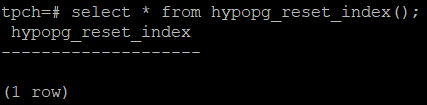 tpch=# select * from hypopg_reset_index();
 hypopg_reset_index
--------------------

(1 row)